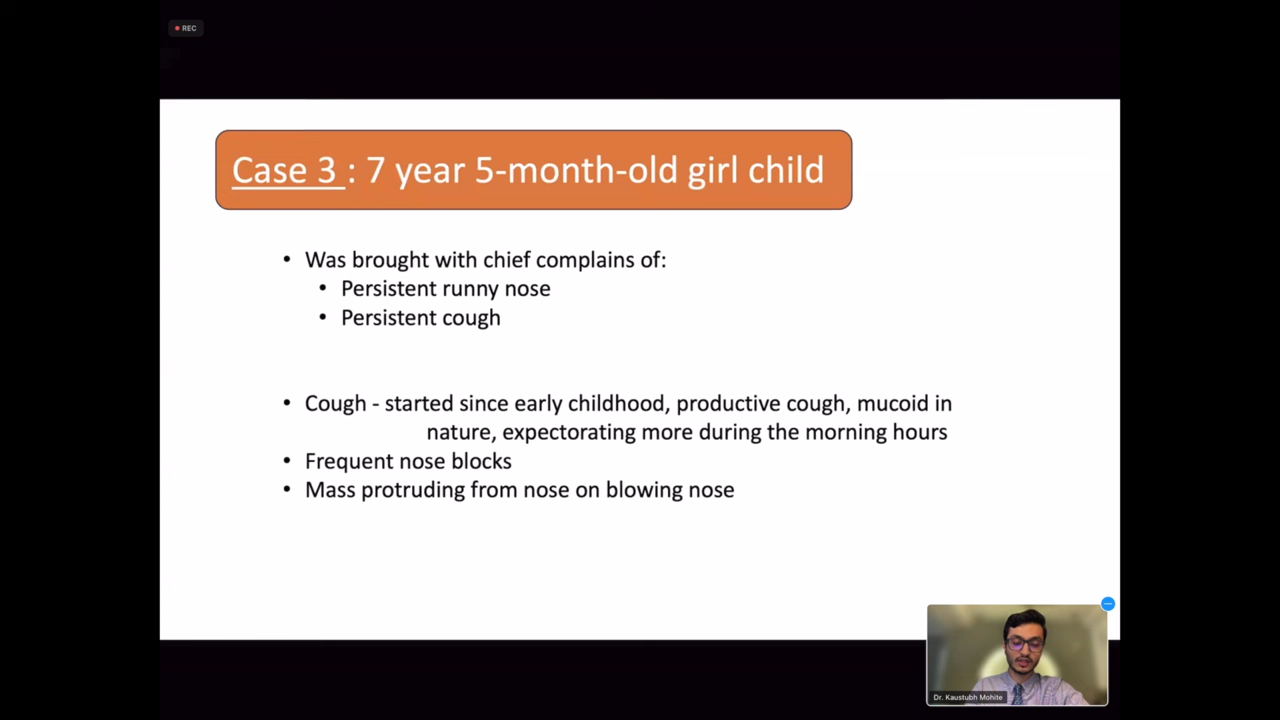 REC
Case 3 : 7 year 5-month-old girl child
• Was brought with chief complains of:
• Persistent runny nose
• Persistent cough
• Cough - started since early childhood, productive cough, mucoid in
nature, expectorating more during the morning hours
• Frequent nose blocks
• Mass protruding from nose on blowing nose
Dr. Kaustubh Mohite